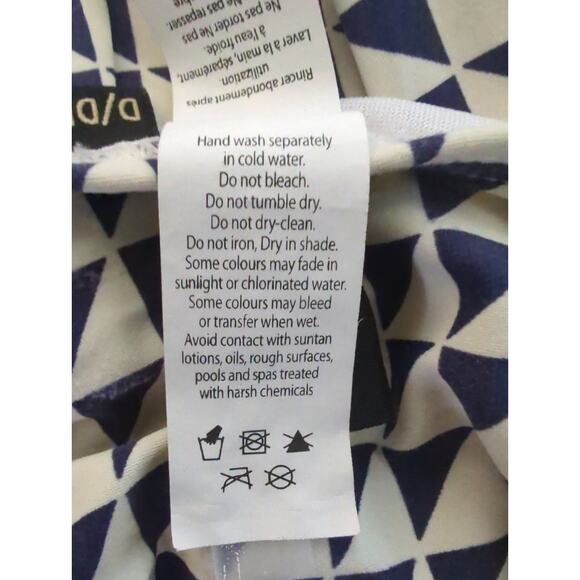 Rincer abondement après
utilization.
Laver à la main, séparément,
à l'eau froide.
Ne pas torder Ne pas
Ne pas repasser.
D/D
Hand wash separately
in cold water.
Do not bleach.
Do not tumble dry.
Do not dry-clean.
Do not iron, Dry in shade.
Some colours may fade in
sunlight or chlorinated water.
Some colours may bleed
or transfer when wet.
Avoid contact with suntan
lotions, oils, rough surfaces,
pools and spas treated
with harsh chemicals